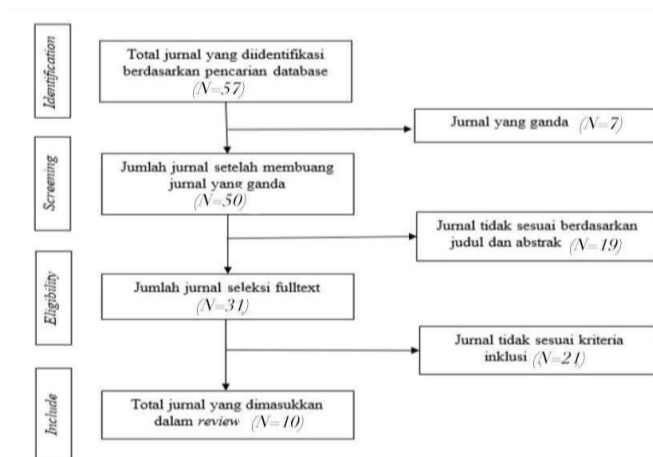 Identification
Total jurnal yang diidentifikasi
berdasarkan pencarian database
(N=57)
Jurnal yang ganda (N=7)
Screening
Jumlah jurnal setelah membuang
jurnal yang ganda
(N=50)
Jurnal tidak sesuai berdasarkan
judul dan abstrak (N=19)
Eligibility
Jumlah jurnal seleksi fulltext
(N=31)
Jurnal tidak sesuai kriteria
inklusi (N=21)
Include
Total jurnal yang dimasukkan
dalam review (N=10)